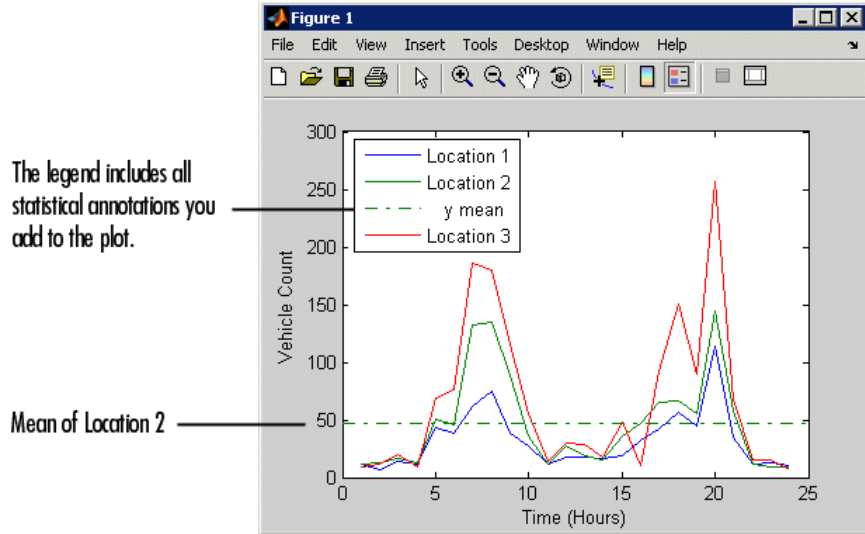 Figure 1
File Edit View Insert Tools Desktop Window Help
The legend includes all
statistical annotations you
add to the plot.
Mean of Location 2
Vehicle Count
300
250
200
150
100
50
0
Location 1
Location 2
y mean
Location 3
0 5 10 15 20 25
Time (Hours)